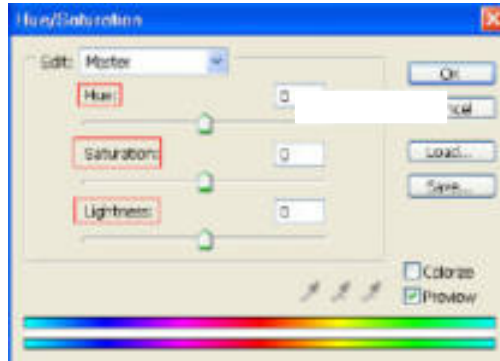 Hue/Saturation
Edit: Master
Hue: 0
Saturation: 0
Lightness: 0
OK
Load...
Save...
Colorize
Preview